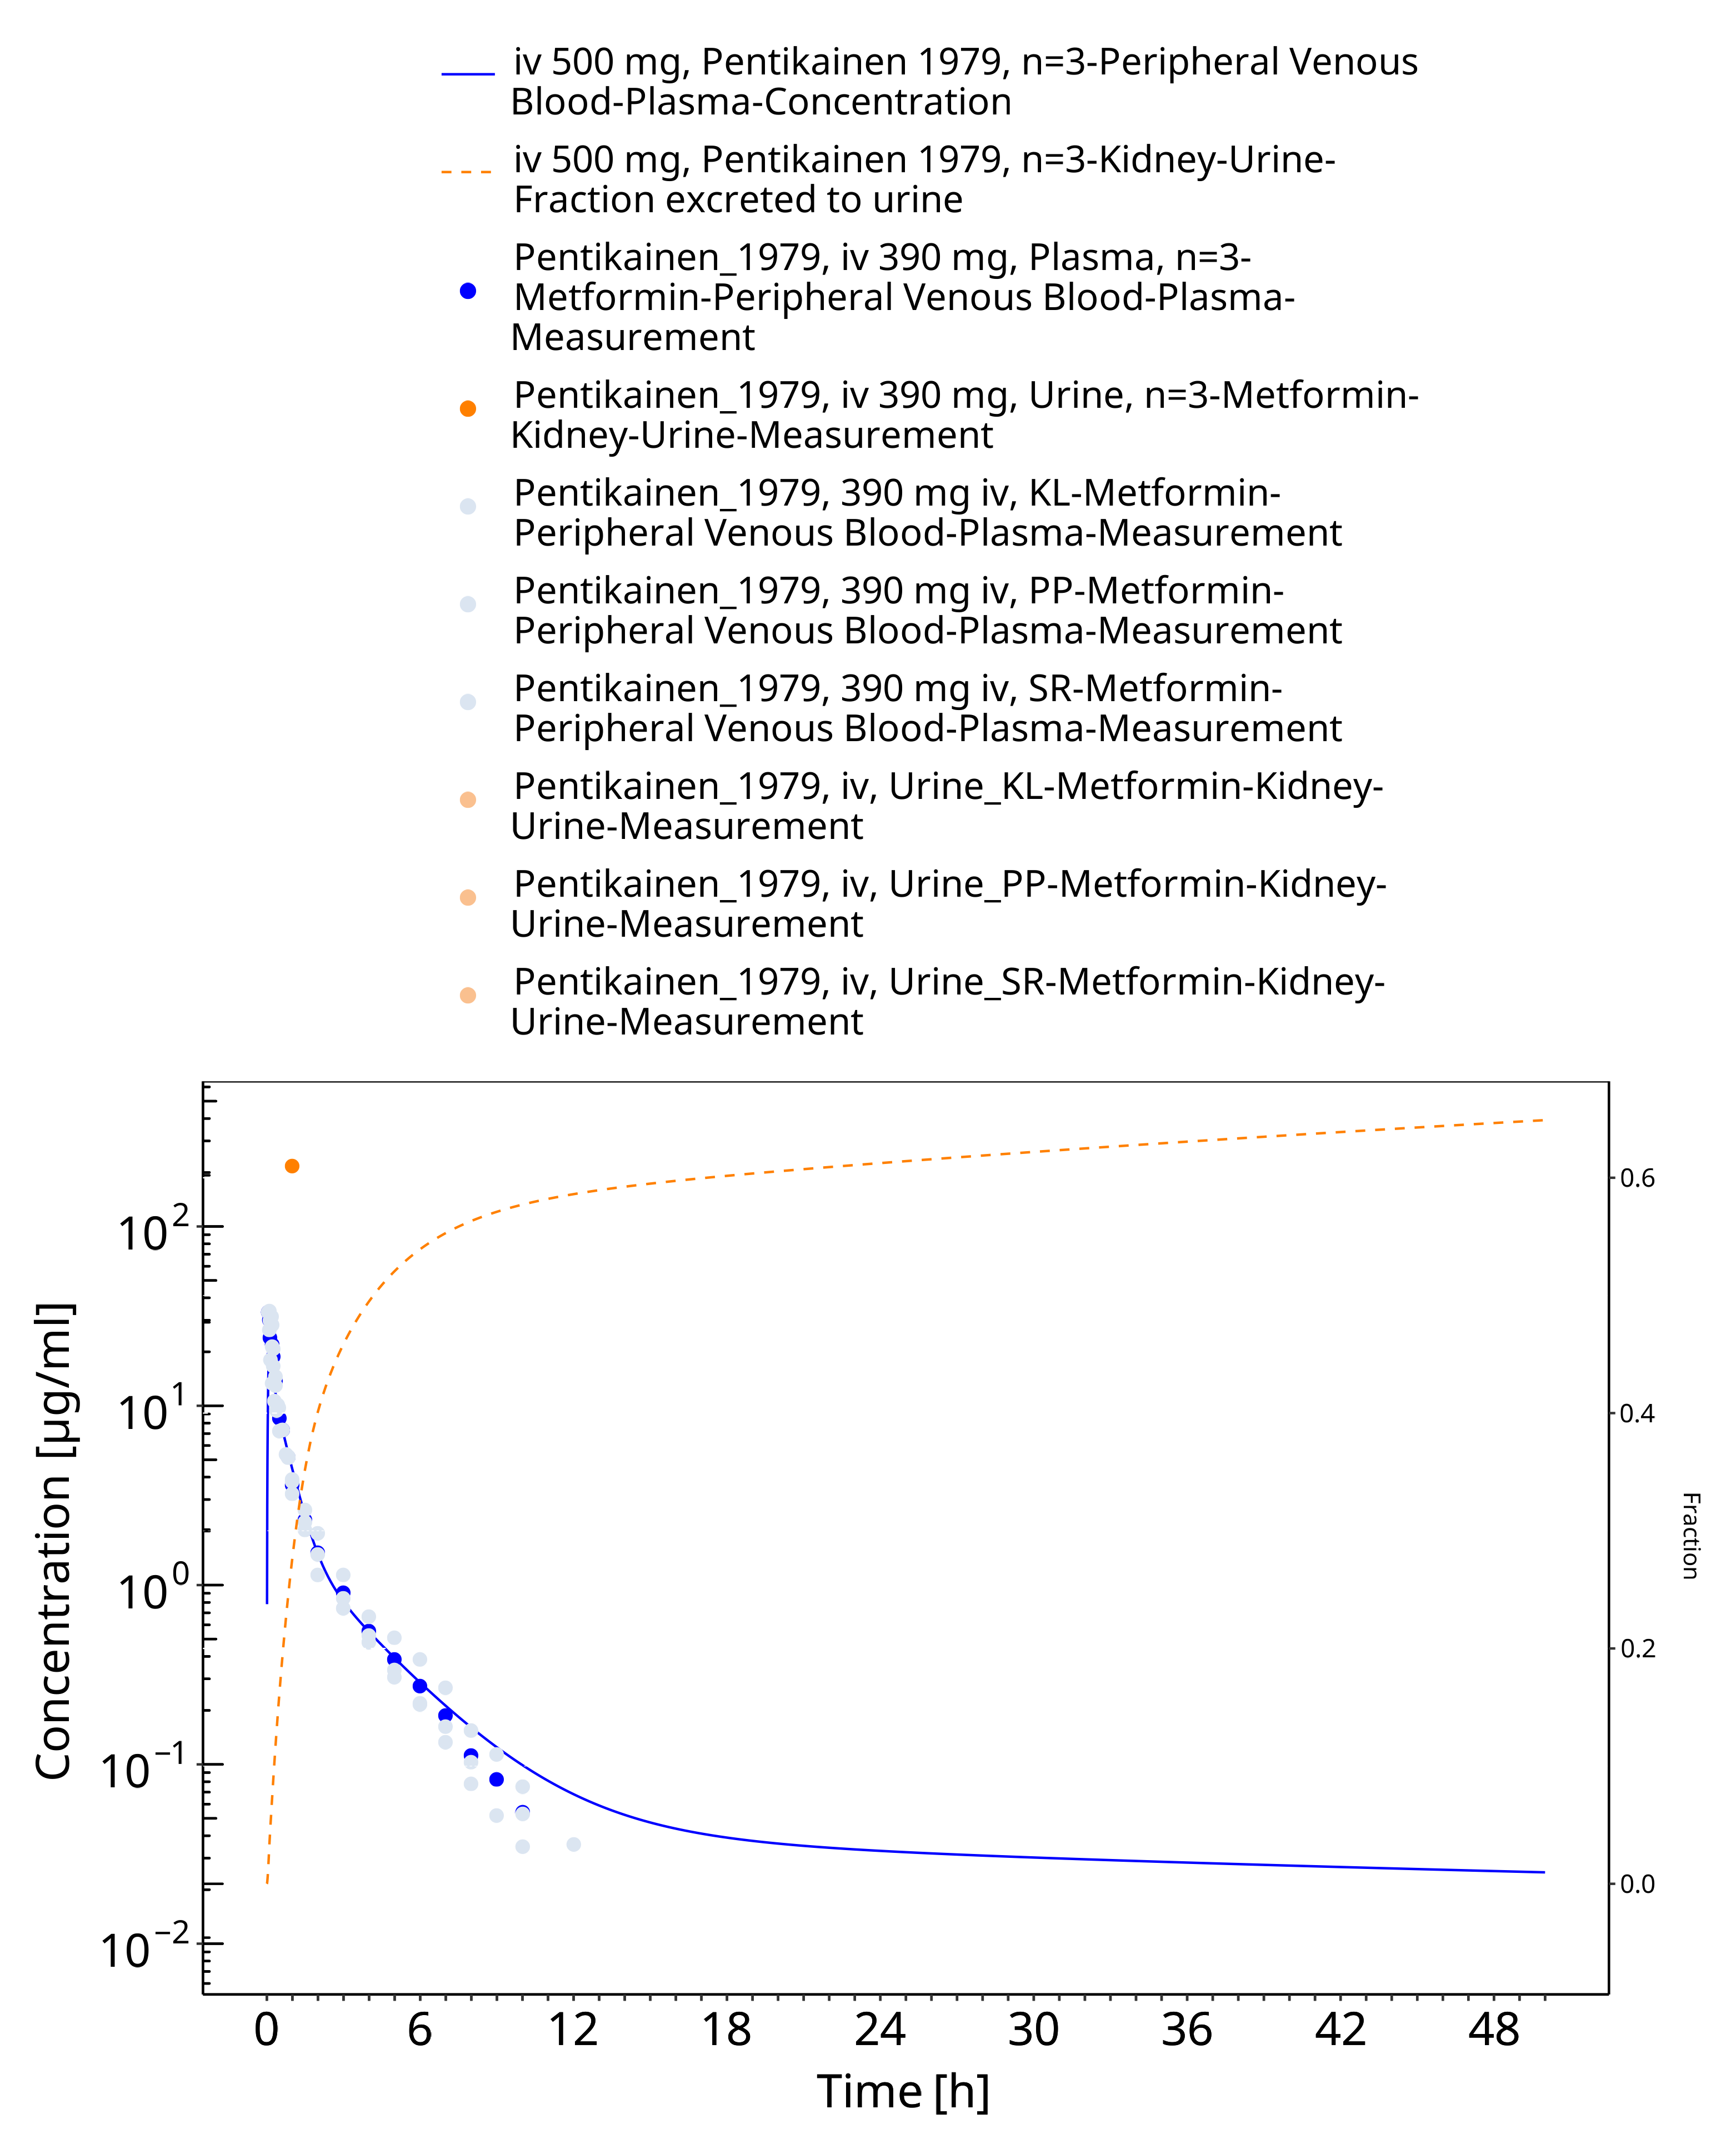 iv 500 mg, Pentikainen 1979, n=3-Peripheral Venous
Blood-Plasma-Concentration
iv 500 mg, Pentikainen 1979, n=3-Kidney-Urine-
Fraction excreted to urine
Pentikainen_1979, iv 390 mg, Plasma, n=3-
Metformin-Peripheral Venous Blood-Plasma-
Measurement
Pentikainen_1979, iv 390 mg, Urine, n=3-Metformin-
Kidney-Urine-Measurement
Pentikainen_1979, 390 mg iv, KL-Metformin-
Peripheral Venous Blood-Plasma-Measurement
Pentikainen_1979, 390 mg iv, PP-Metformin-
Peripheral Venous Blood-Plasma-Measurement
Pentikainen_1979, 390 mg iv, SR-Metformin-
Peripheral Venous Blood-Plasma-Measurement
Pentikainen_1979, iv, Urine_KL-Metformin-Kidney-
Urine-Measurement
Pentikainen_1979, iv, Urine_PP-Metformin-Kidney-
Urine-Measurement
Pentikainen_1979, iv, Urine_SR-Metformin-Kidney-
Urine-Measurement
Concentration [µg/ml]
10²
10¹
10⁰
10⁻¹
10⁻²
0.6
0.4
0.2
0.0
Fraction
0 6 12 18 24 30 36 42 48
Time [h]